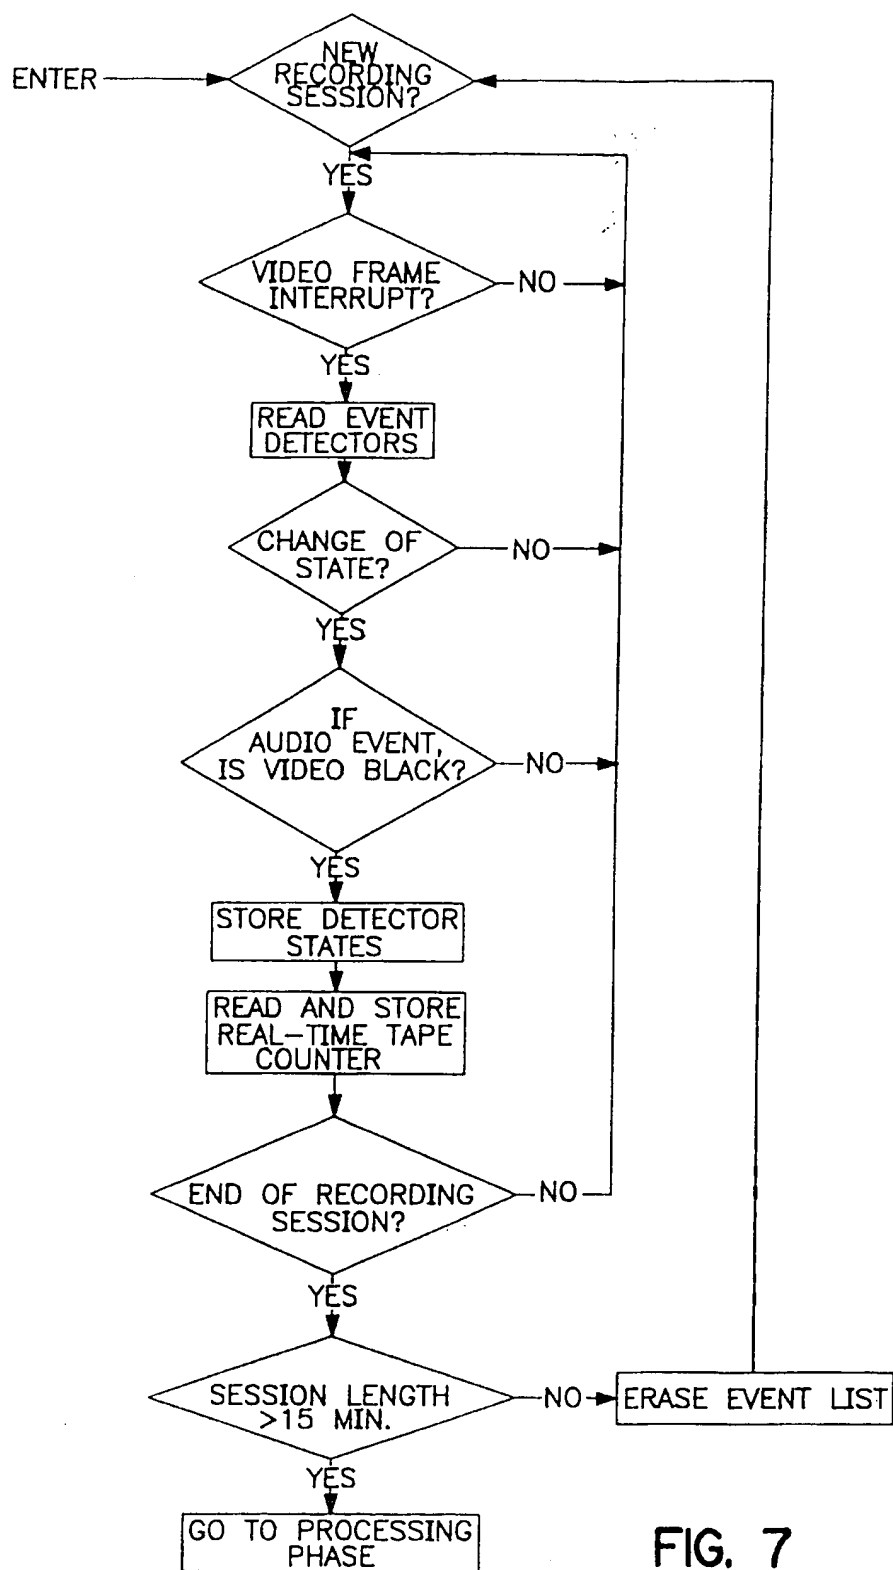 NEW
RECORDING
SESSION?
ENTER
YES
VIDEO FRAME
INTERRUPT?
NO
YES
READ EVENT
DETECTORS
CHANGE OF
STATE?
NO
YES
IF
AUDIO EVENT,
IS VIDEO BLACK?
NO
YES
STORE DETECTOR
STATES
READ AND STORE
REAL-TIME TAPE
COUNTER
END OF RECORDING
SESSION?
NO
YES
SESSION LENGTH
>15 MIN.
NO
ERASE EVENT LIST
YES
GO TO PROCESSING
PHASE
FIG. 7